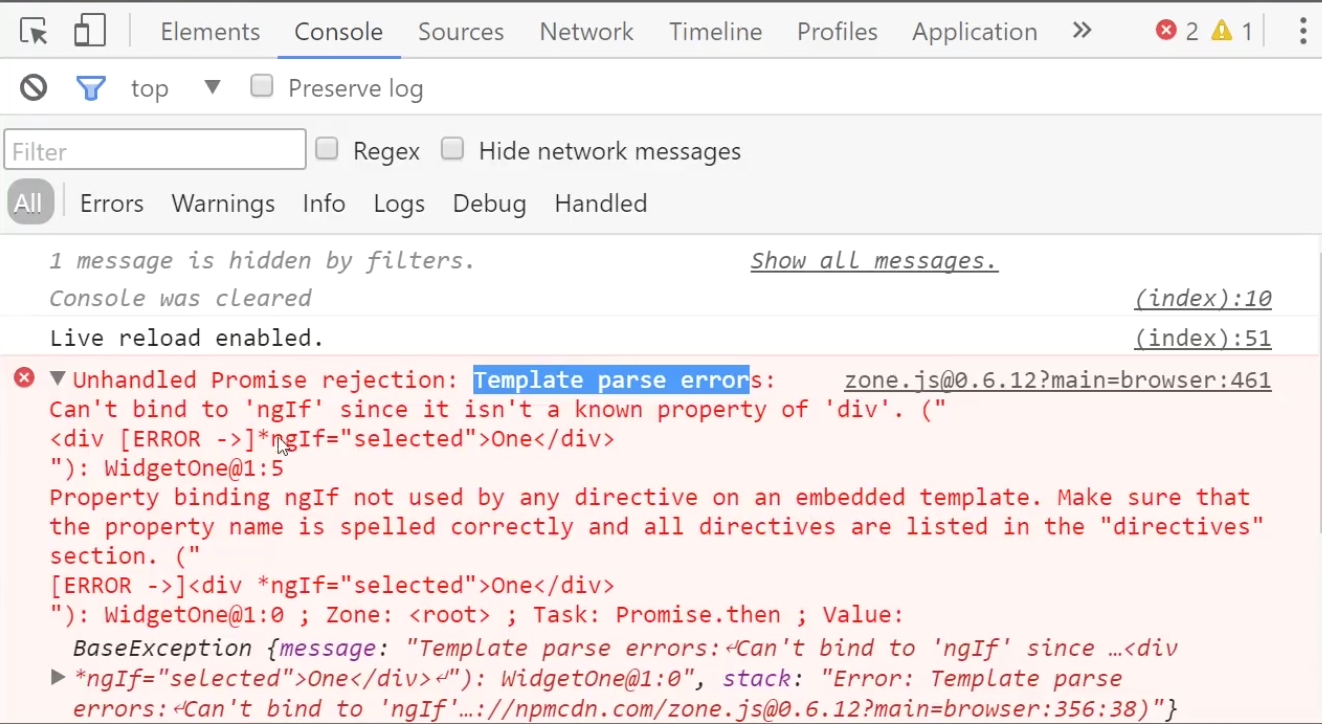 Elements Console Sources Network Timeline Profiles Application » 2 1
top Preserve log
Filter Regex Hide network messages
All Errors Warnings Info Logs Debug Handled
1 message is hidden by filters. Show all messages.
Console was cleared (index):10
Live reload enabled. (index):51
Unhandled Promise rejection: Template parse errors: zone.js@0.6.12?main=browser:461
Can't bind to 'ngIf' since it isn't a known property of 'div'. ("
<div [ERROR ->]*ngIf="selected">One</div>
"): WidgetOne@1:5
Property binding ngIf not used by any directive on an embedded template. Make sure that
the property name is spelled correctly and all directives are listed in the "directives"
section. ("
[ERROR ->]<div *ngIf="selected">One</div>
"): WidgetOne@1:0 ; Zone: <root> ; Task: Promise.then ; Value:
BaseException {message: "Template parse errors:↵Can't bind to 'ngIf' since …<div
*ngIf="selected">One</div>↵"): WidgetOne@1:0", stack: "Error: Template parse
errors:↵Can't bind to 'ngIf'…://npmcdn.com/zone.js@0.6.12?main=browser:356:38)"}